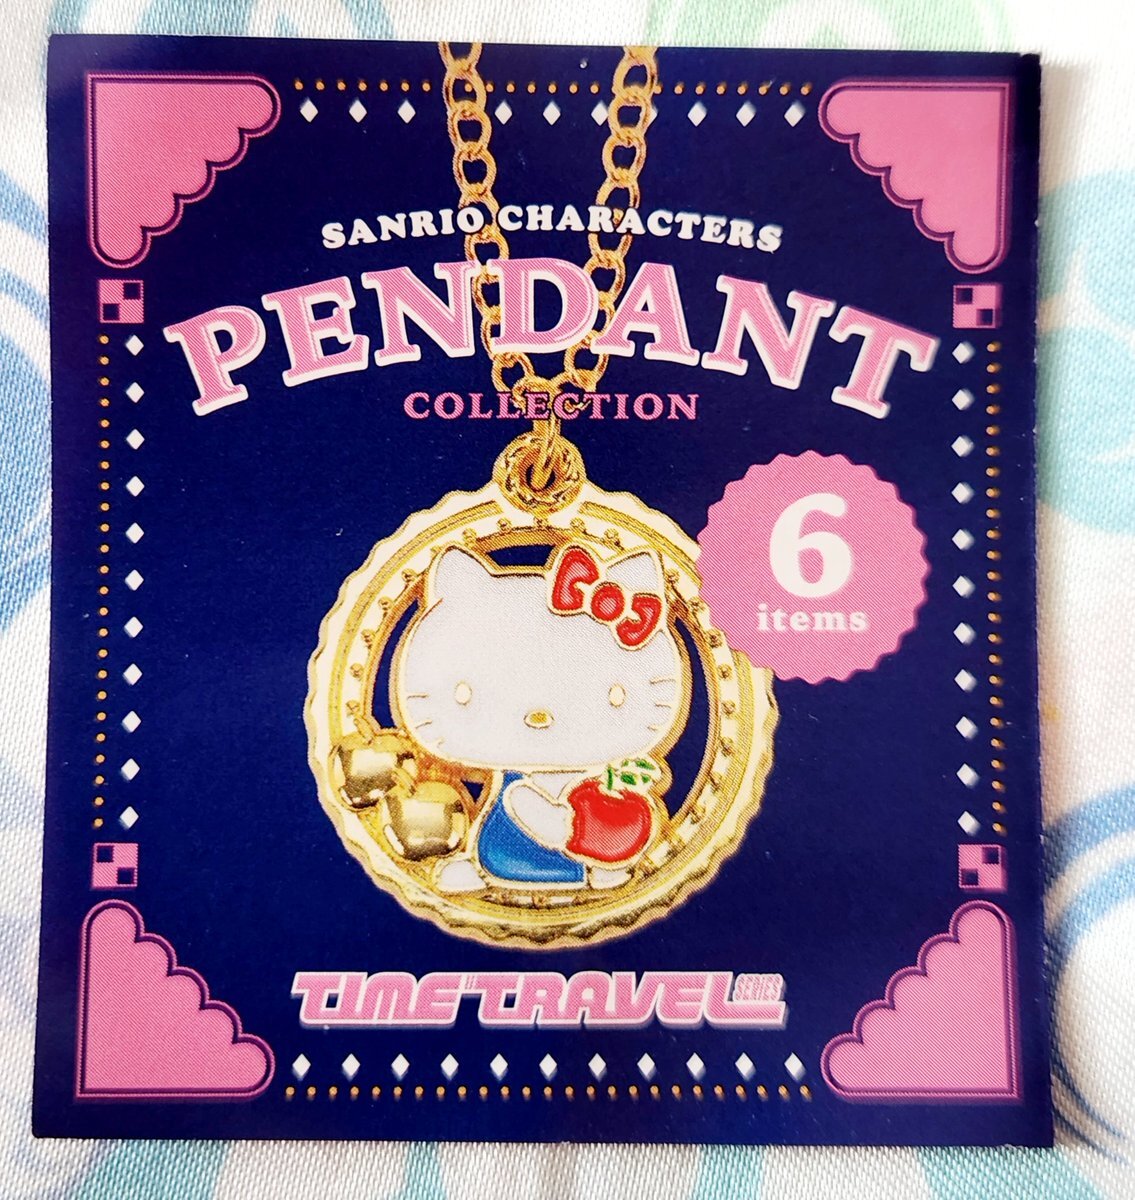 SANRIO CHARACTERS
PENDANT
COLLECTION
6
items
TIME TRAVEL SERIES